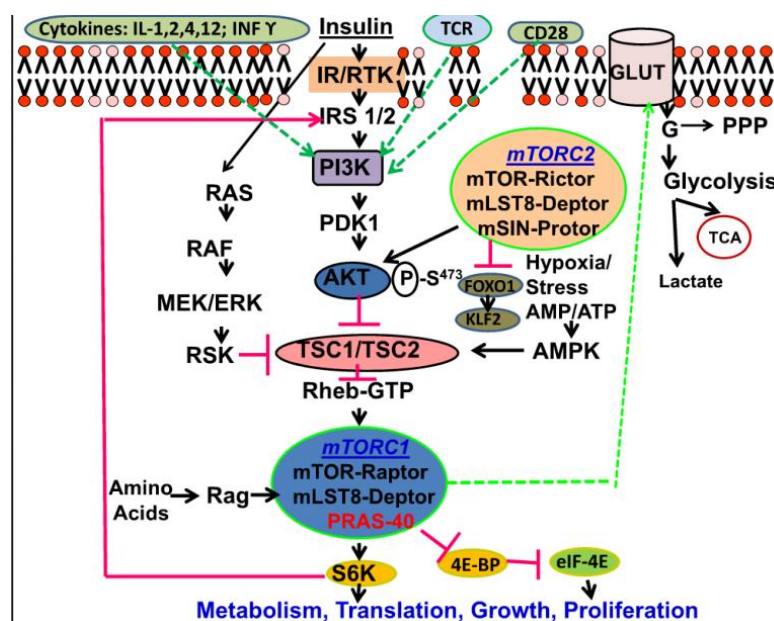 Cytokines: IL-1,2,4,12; INF ϒ
Insulin
TCR
CD28
IR/RTK
GLUT
IRS 1/2
G
PPP
PI3K
mTORC2
mTOR-Rictor
mLST8-Deptor
mSIN-Protor
Glycolysis
RAS
PDK1
TCA
RAF
AKT
P
-S473
Hypoxia/
Stress
FOXO1
Lactate
MEK/ERK
KLF2
AMP/ATP
RSK
TSC1/TSC2
AMPK
Rheb-GTP
mTORC1
mTOR-Raptor
mLST8-Deptor
PRAS-40
Amino
Acids
Rag
S6K
4E-BP
eIF-4E
Metabolism, Translation, Growth, Proliferation